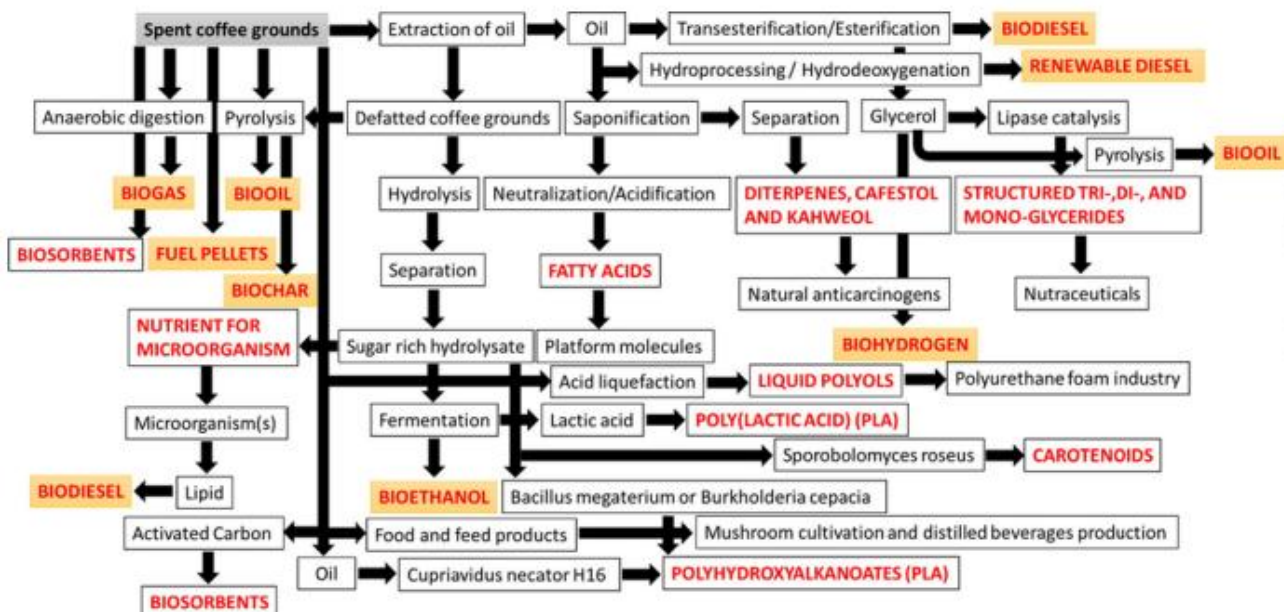 Spent coffee grounds
Extraction of oil
Oil
Transesterification/Esterification
BIODIESEL
Hydroprocessing / Hydrodeoxygenation
RENEWABLE DIESEL
Anaerobic digestion
Pyrolysis
Defatted coffee grounds
Saponification
Separation
Glycerol
Lipase catalysis
Pyrolysis
BIOOIL
BIOGAS
BIOOIL
Hydrolysis
Neutralization/Acidification
DITERPENES, CAFESTOL
AND KAHWEOL
STRUCTURED TRI-,DI-, AND
MONO-GLYCERIDES
BIOSORBENTS
FUEL PELLETS
BIOCHAR
Separation
FATTY ACIDS
Natural anticarcinogens
Nutraceuticals
NUTRIENT FOR
MICROORGANISM
Sugar rich hydrolysate
Platform molecules
BIOHYDROGEN
Acid liquefaction
LIQUID POLYOLS
Polyurethane foam industry
Microorganism(s)
Fermentation
Lactic acid
POLY(LACTIC ACID) (PLA)
Sporobolomyces roseus
CAROTENOIDS
BIODIESEL
Lipid
BIOETHANOL
Bacillus megaterium or Burkholderia cepacia
Activated Carbon
Food and feed products
Mushroom cultivation and distilled beverages production
Oil
Cupriavidus necator H16
POLYHYDROXYALKANOATES (PLA)
BIOSORBENTS